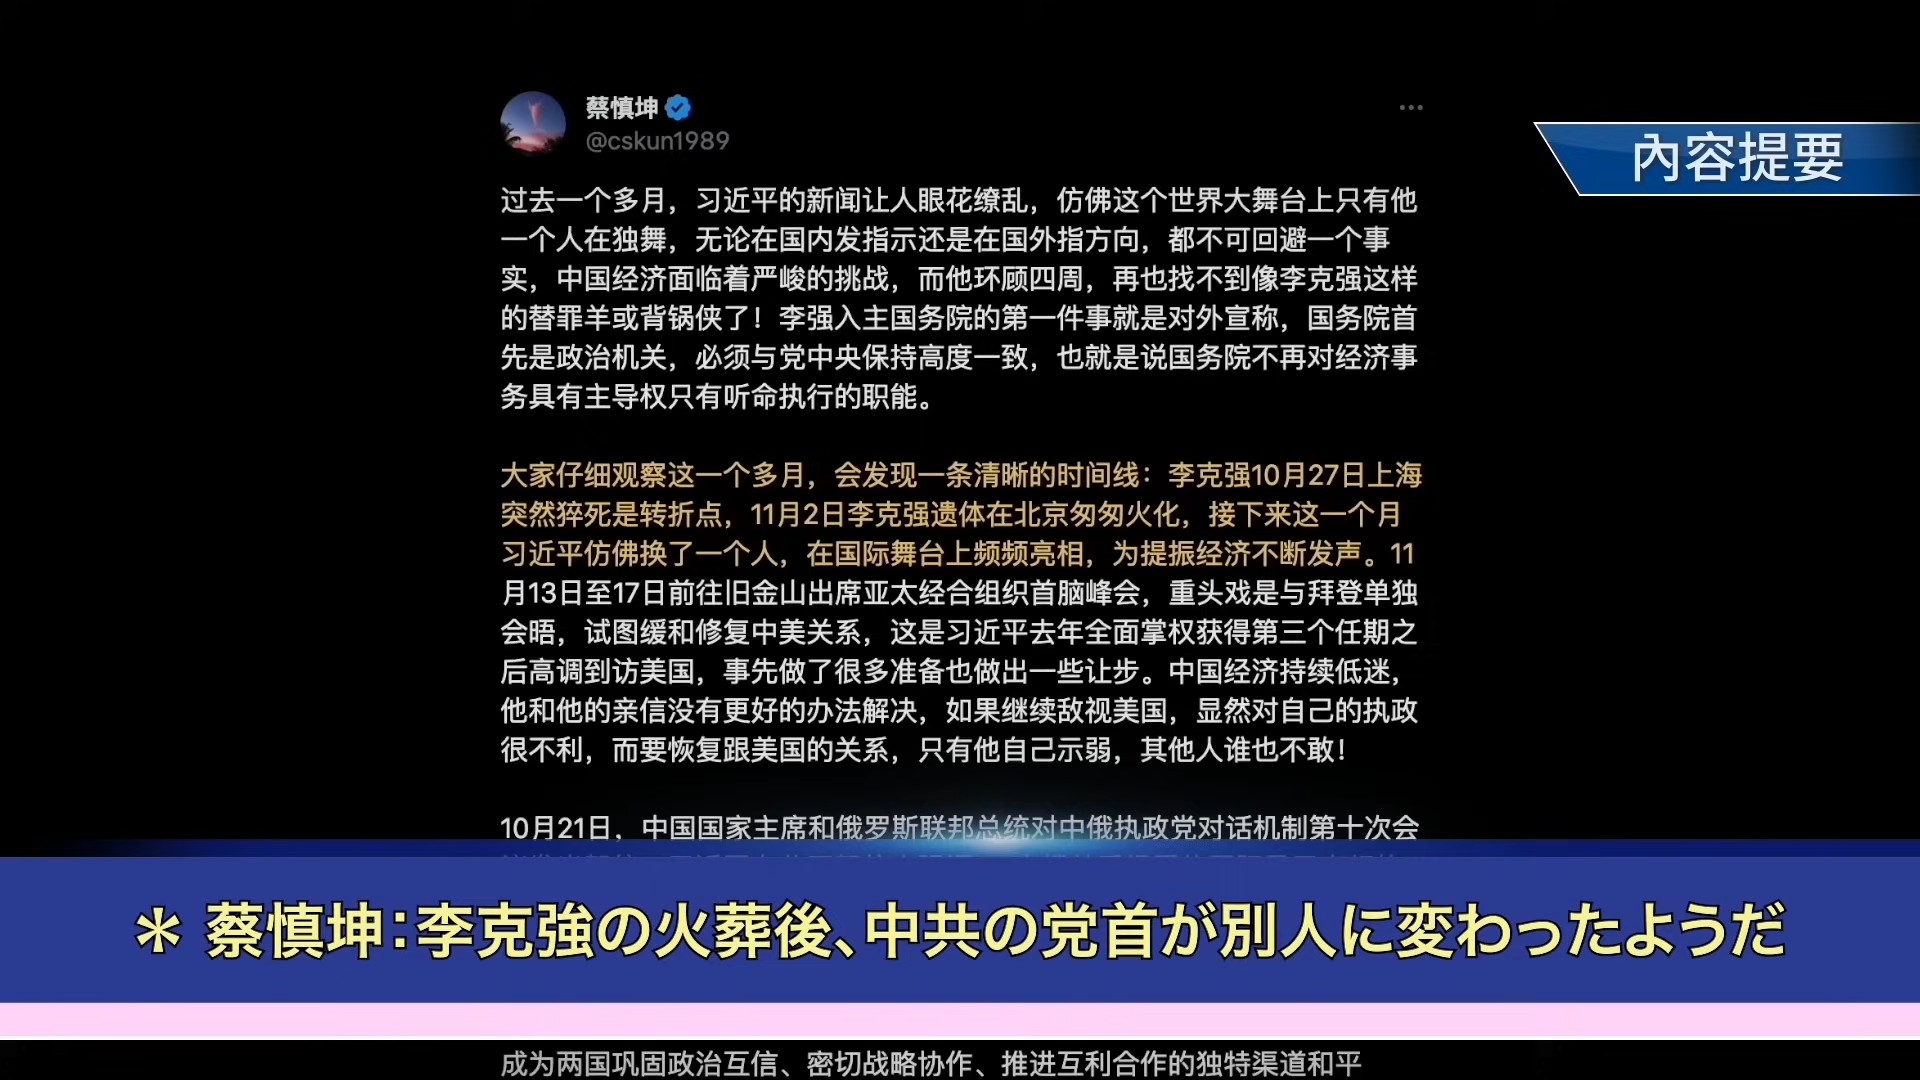 蔡慎坤
@cskun1989
內容提要
过去一个多月，习近平的新闻让人眼花缭乱，仿佛这个世界大舞台上只有他
一个人在独舞，无论在国内发指示还是在国外指方向，都不可回避一个事
实，中国经济面临着严峻的挑战，而他环顾四周，再也找不到像李克强这样
的替罪羊或背锅侠了！李强入主国务院的第一件事就是对外宣称，国务院首
先是政治机关，必须与党中央保持高度一致，也就是说国务院不再对经济事
务具有主导权只有听命执行的职能。
大家仔细观察这一个多月，会发现一条清晰的时间线：李克强10月27日上海
突然猝死是转折点，11月2日李克强遗体在北京匆匆火化，接下来这一个月
习近平仿佛换了一个人，在国际舞台上频频亮相，为提振经济不断发声。11
月13日至17日前往旧金山出席亚太经合组织首脑峰会，重头戏是与拜登单独
会晤，试图缓和修复中美关系，这是习近平去年全面掌权获得第三个任期之
后高调到访美国，事先做了很多准备也做出一些让步。中国经济持续低迷，
他和他的亲信没有更好的办法解决，如果继续敌视美国，显然对自己的执政
很不利，而要恢复跟美国的关系，只有他自己示弱，其他人谁也不敢！
10月21日，中国国家主席和俄罗斯联邦总统对中俄执政党对话机制第十次会
＊ 蔡慎坤：李克強の火葬後、中共の党首が別人に変わったようだ
成为两国巩固政治互信、密切战略协作、推进互利合作的独特渠道和平